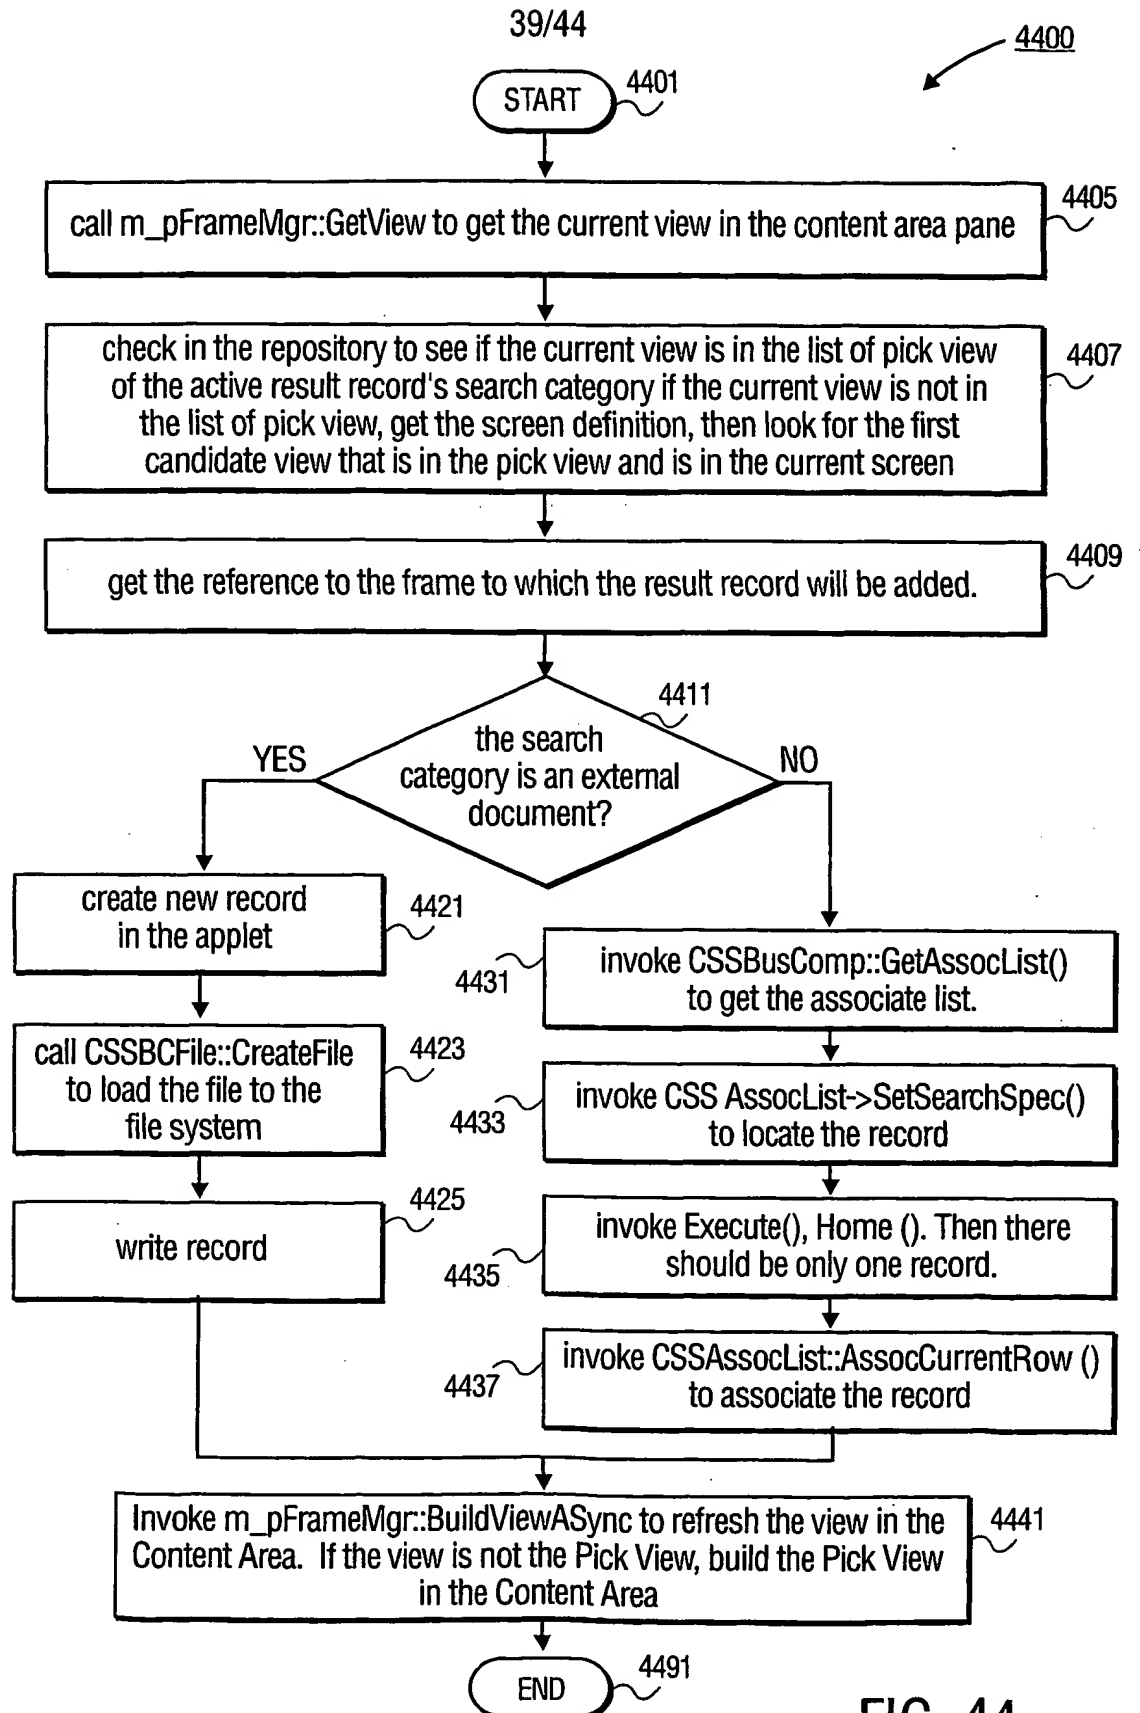 39/44
4400
START
4401
call m_pFrameMgr::GetView to get the current view in the content area pane
4405
check in the repository to see if the current view is in the list of pick view
of the active result record's search category if the current view is not in
the list of pick view, get the screen definition, then look for the first
candidate view that is in the pick view and is in the current screen
4407
get the reference to the frame to which the result record will be added.
4409
4411
the search
category is an external
document?
YES
NO
create new record
in the applet
4421
call CSSBCFile::CreateFile
to load the file to the
file system
4423
write record
4425
invoke CSSBusComp::GetAssocList()
to get the associate list.
4431
invoke CSS AssocList->SetSearchSpec()
to locate the record
4433
invoke Execute(), Home (). Then there
should be only one record.
4435
invoke CSSAssocList::AssocCurrentRow ()
to associate the record
4437
Invoke m_pFrameMgr::BuildViewASync to refresh the view in the
Content Area. If the view is not the Pick View, build the Pick View
in the Content Area
4441
END
4491
FIG. 44